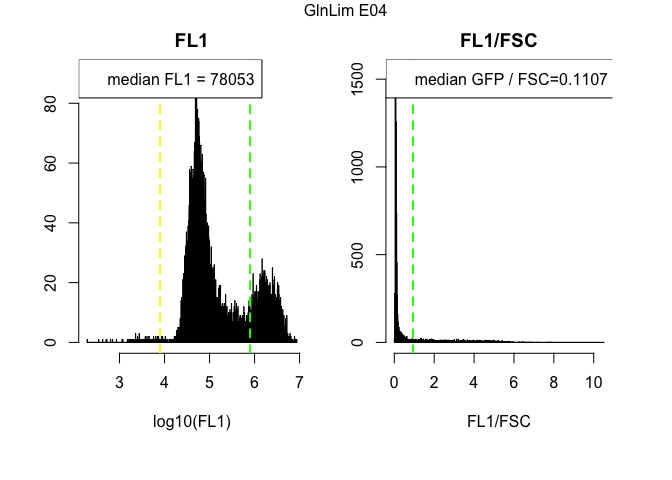 GlnLim E04
FL1
FL1/FSC
median FL1 = 78053
median GFP / FSC=0.1107
0
20
40
60
80
3 4 5 6 7
log10(FL1)
0
500
1000
1500
0 2 4 6 8 10
FL1/FSC